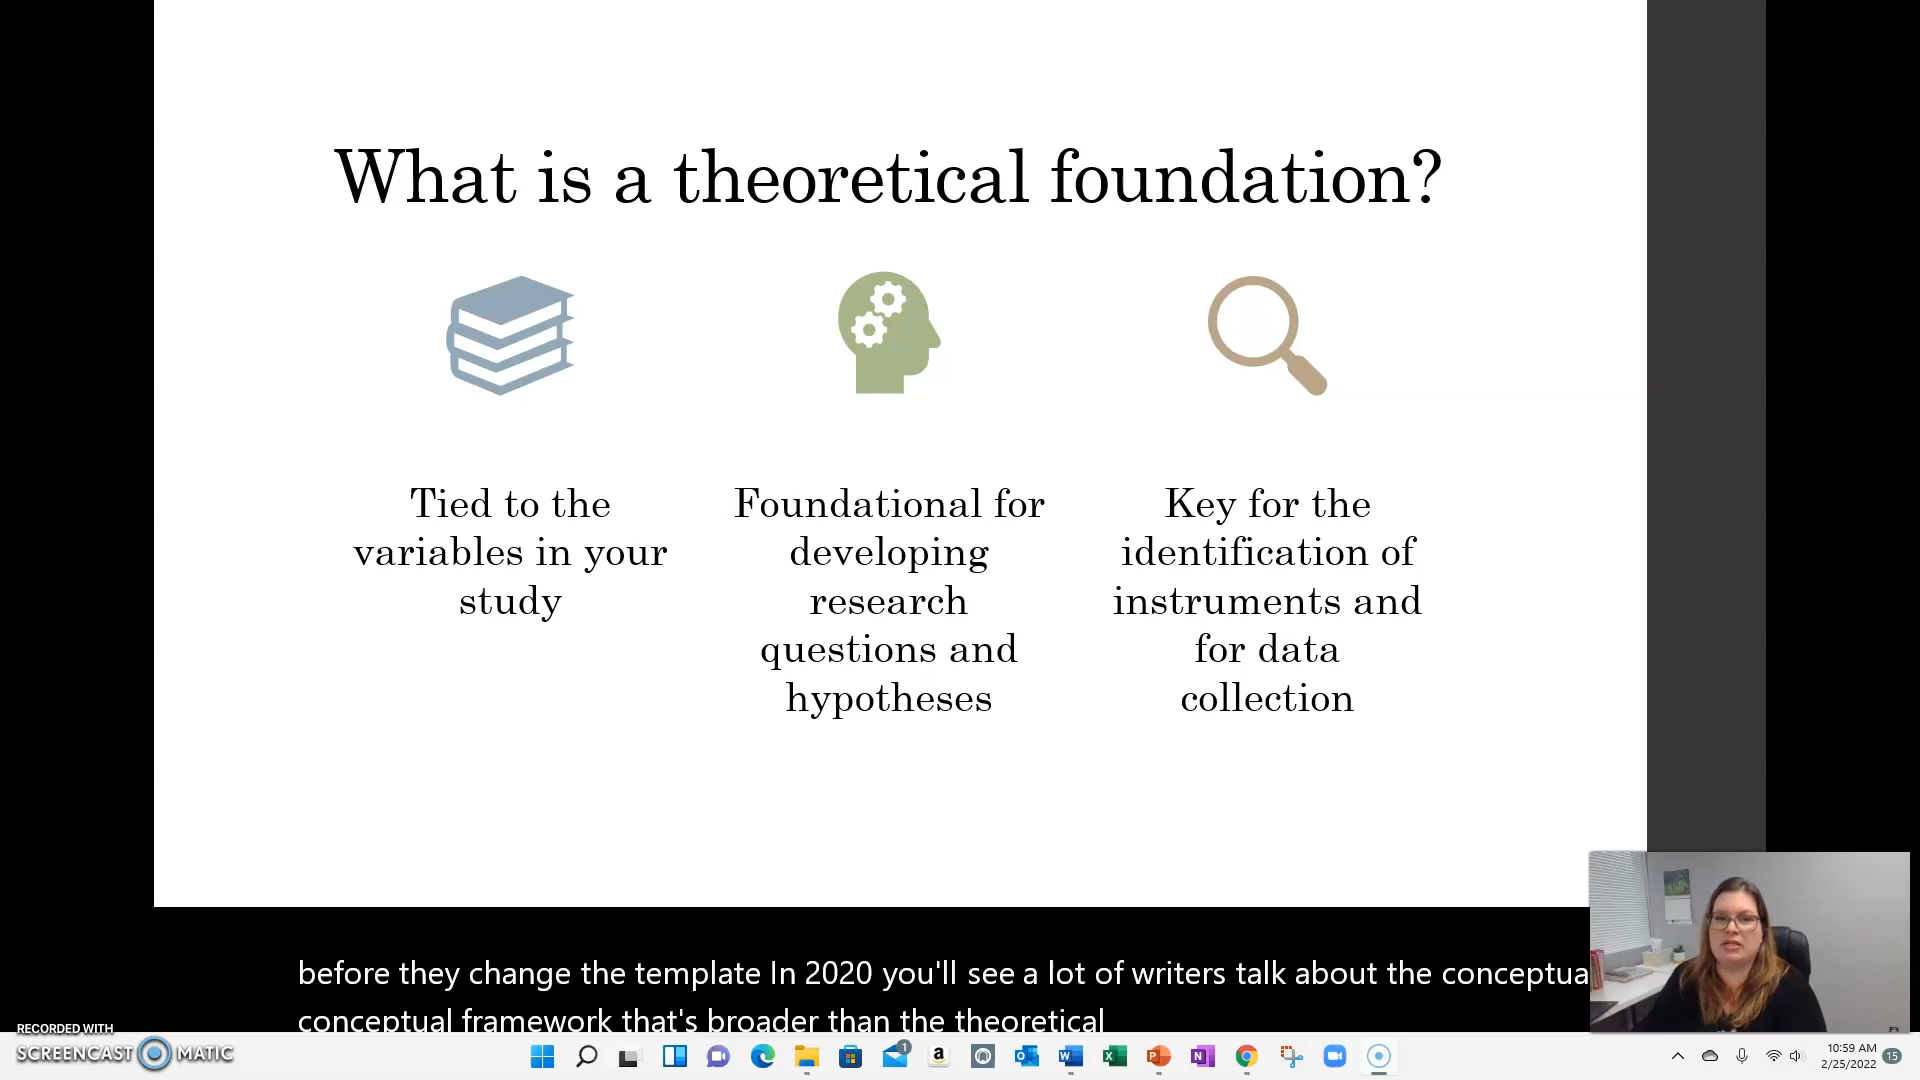 What is a theoretical foundation?
Tied to the
variables in your
study
Foundational for
developing
research
questions and
hypotheses
Key for the
identification of
instruments and
for data
collection
before they change the template In 2020 you'll see a lot of writers talk about the conceptua
conceptual framework that's broader than the theoretical
RECORDED WITH
SCREENCAST MATIC
1
a
10:59 AM
2/25/2022
15